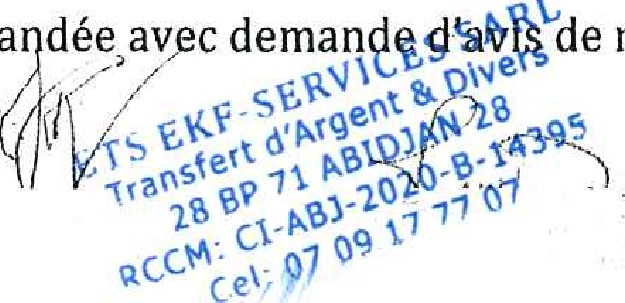 andée avec demande d'avis de r
ETS EKF-SERVICES SARL
Transfert d'Argent & Divers
28 BP 71 ABIDJAN 28
RCCM: CI-ABJ-2020-B-14395
Cel: 07 09 17 77 07